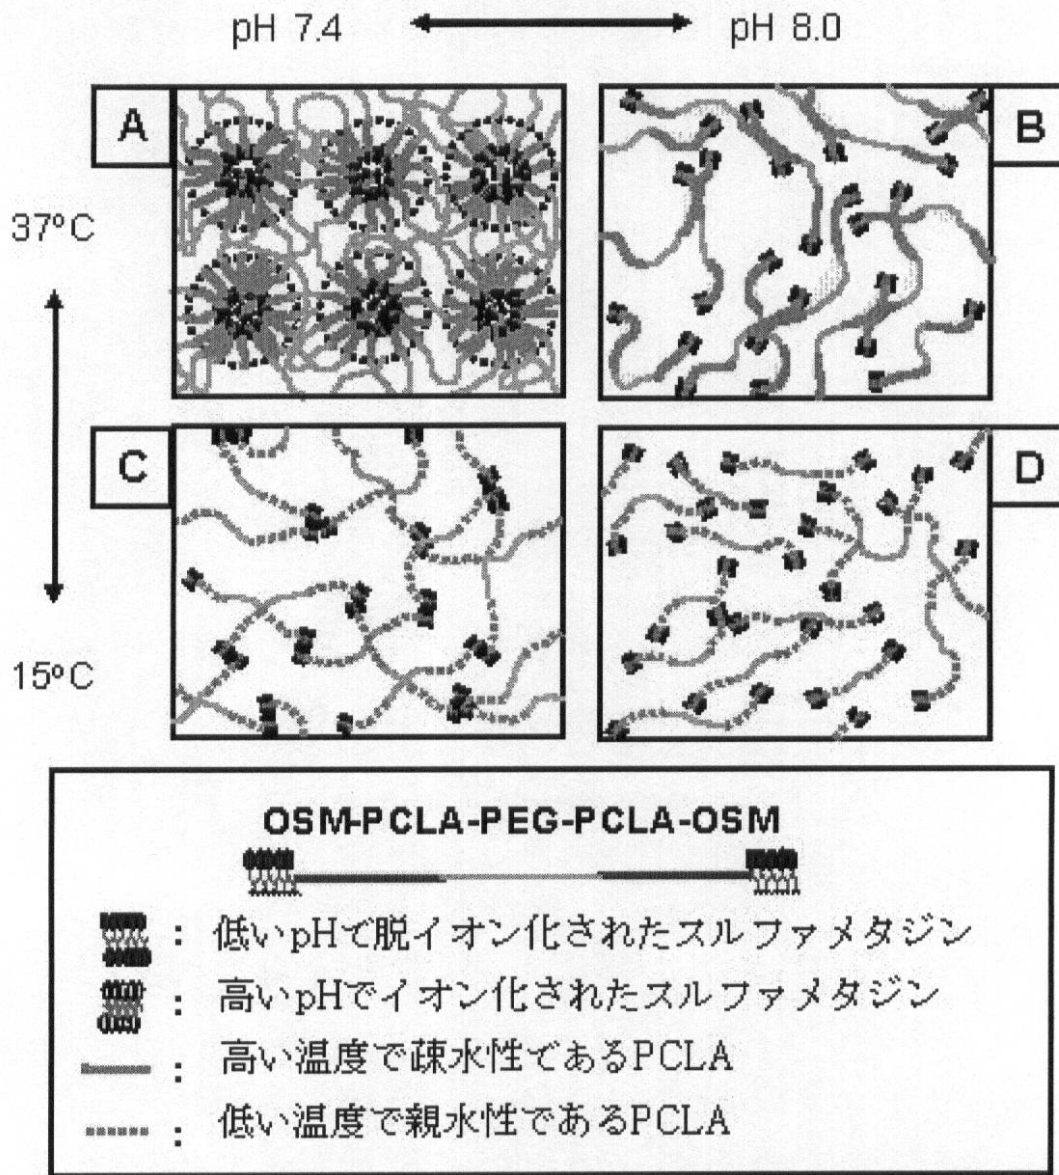 pH 7.4 pH 8.0
A
B
37ºC
C
D
15ºC
OSM-PCLA-PEG-PCLA-OSM
: 低いpHで脱イオン化されたスルファメタジン
: 高いpHでイオン化されたスルファメタジン
: 高い温度で疎水性であるPCLA
: 低い温度で親水性であるPCLA